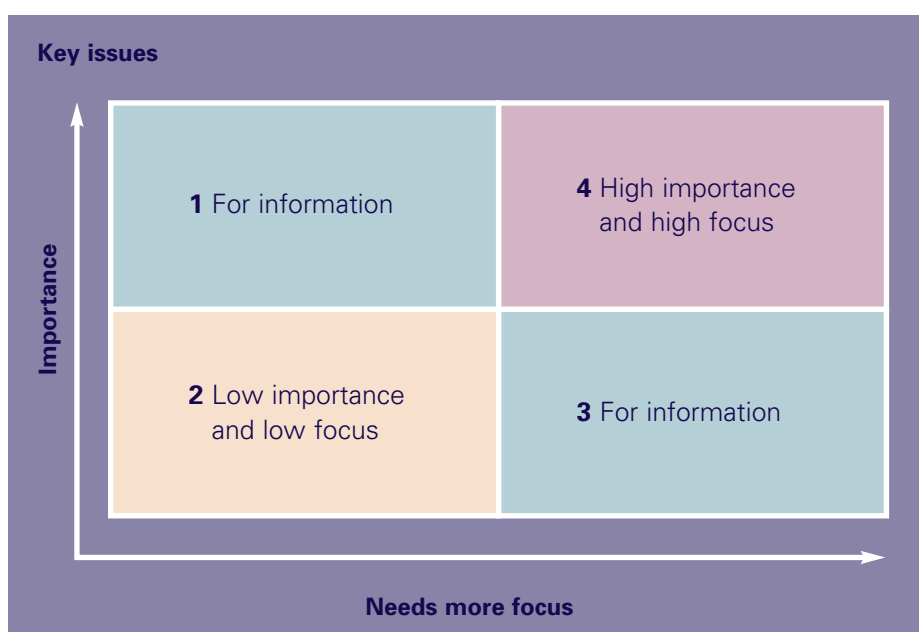 Key issues
1 For information
4 High importance
and high focus
Importance
2 Low importance
and low focus
3 For information
Needs more focus